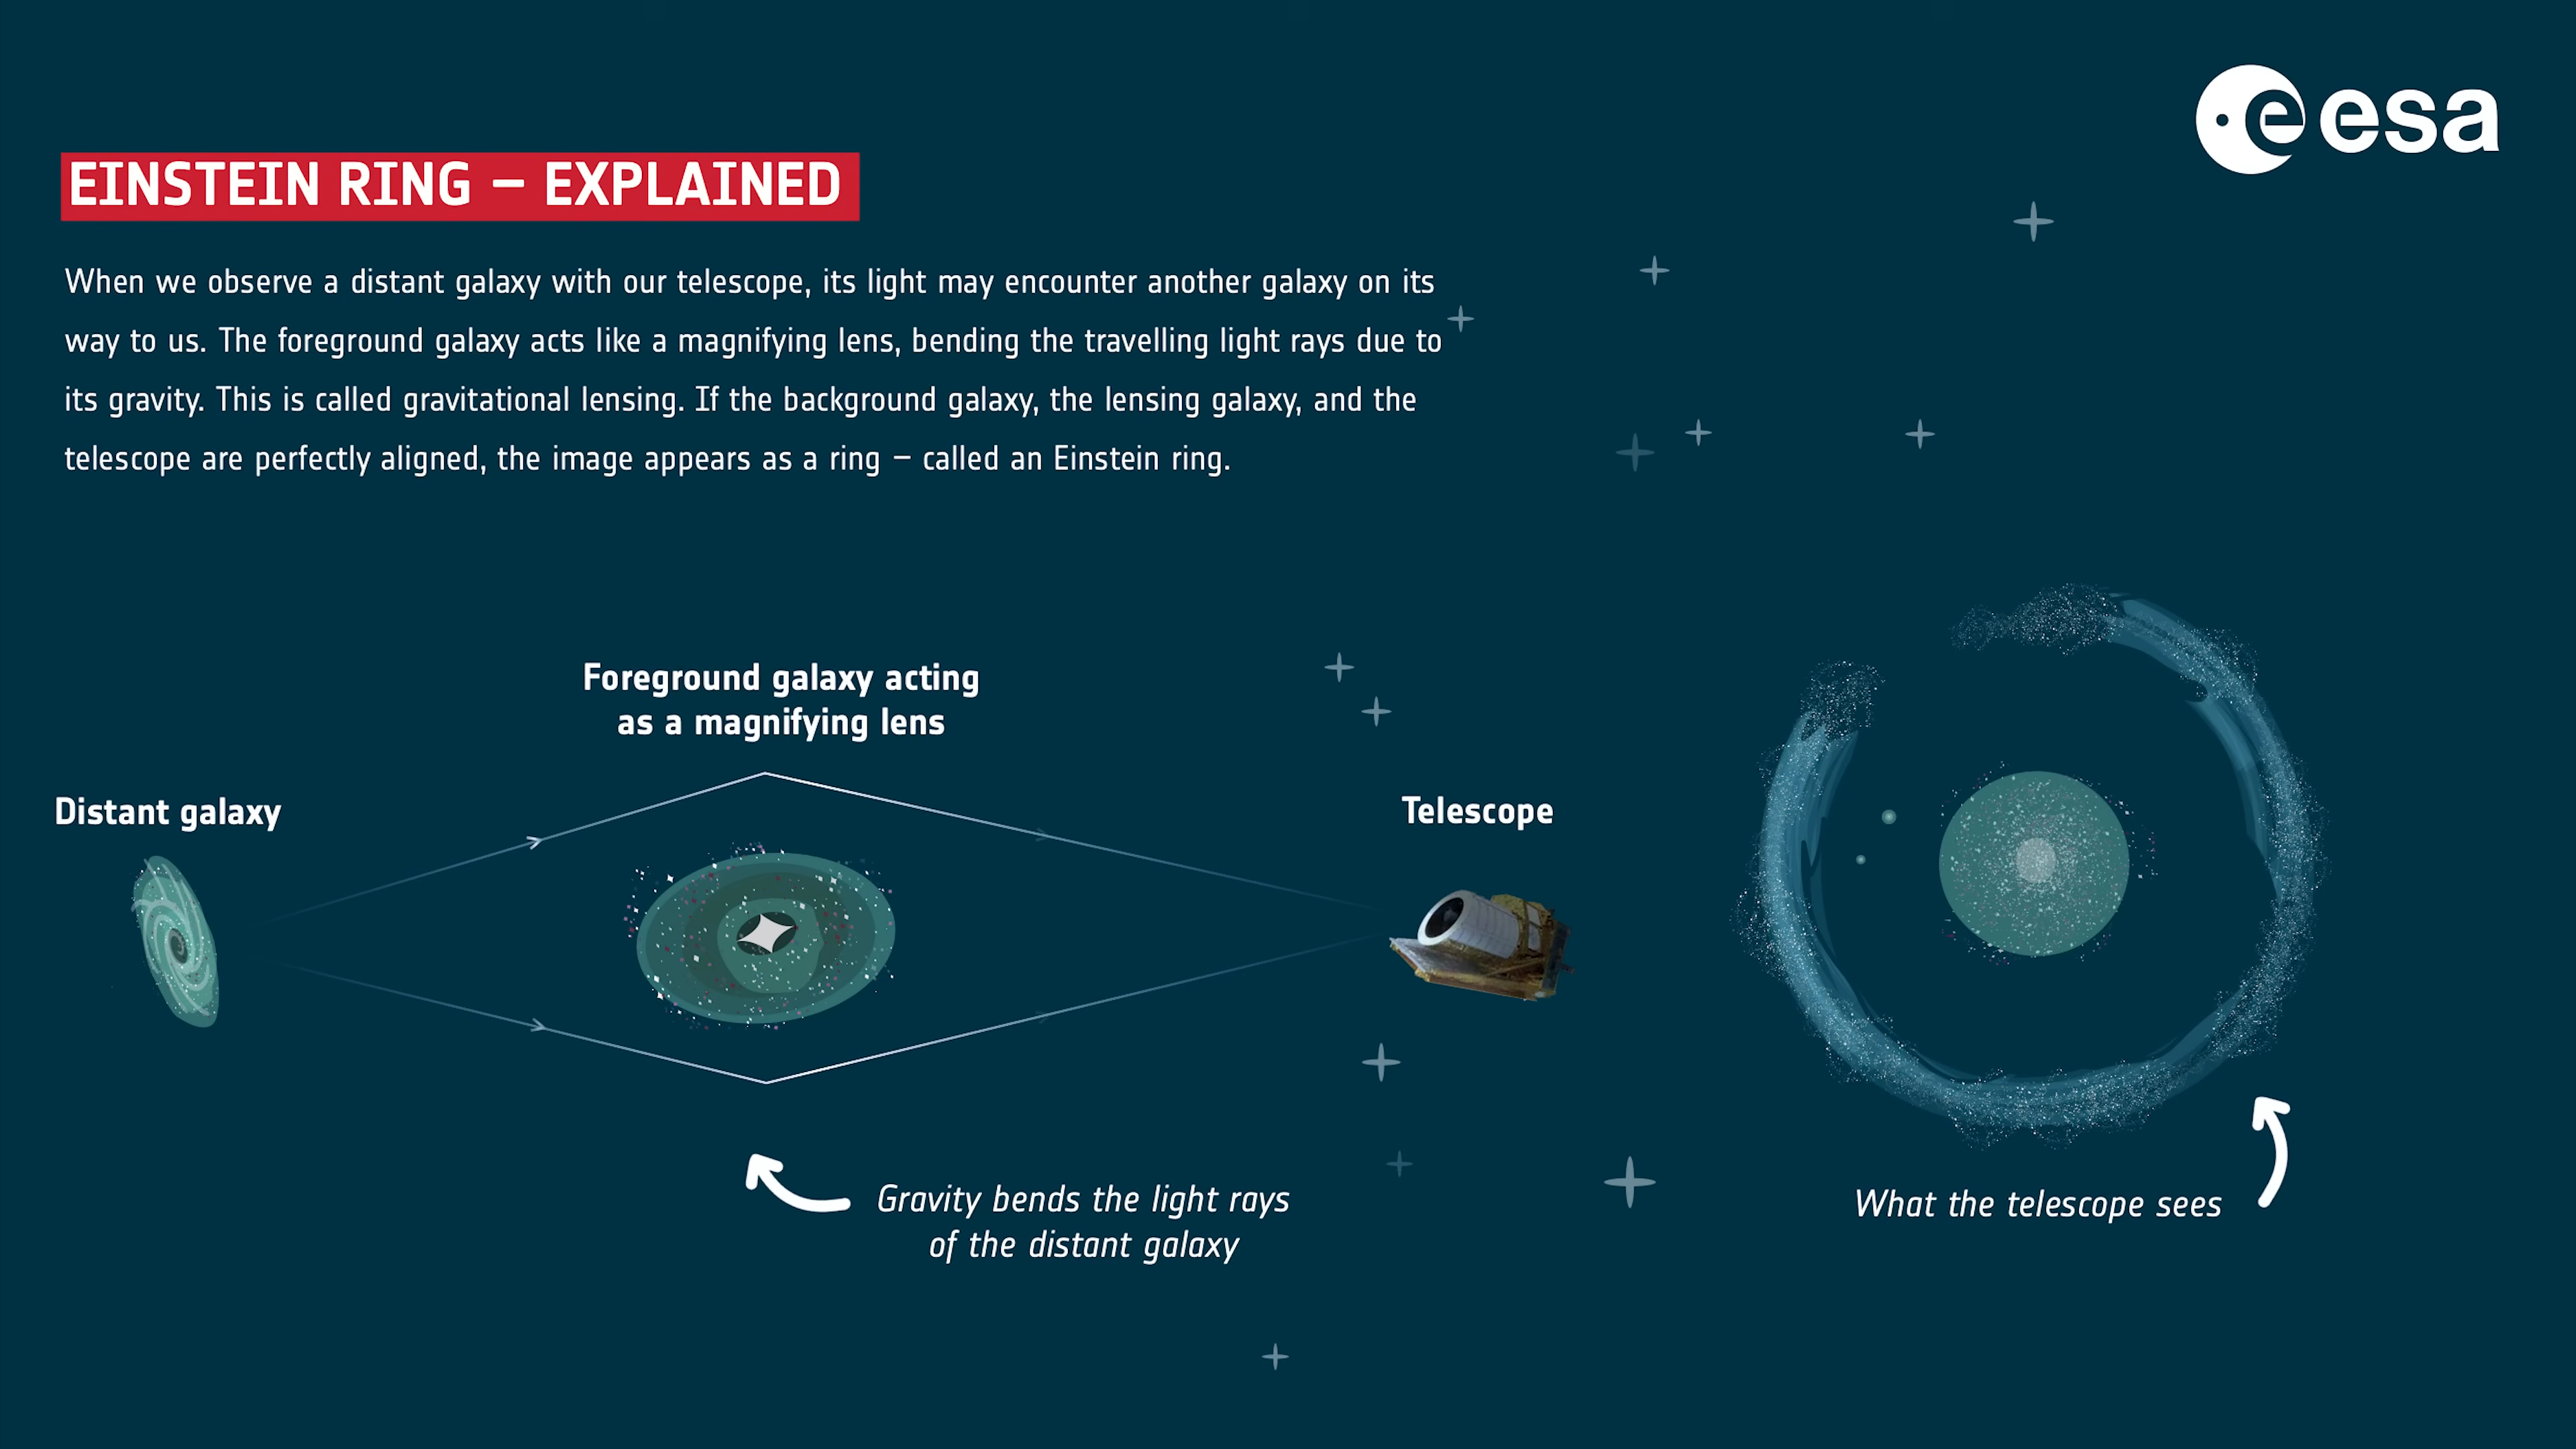 esa
EINSTEIN RING – EXPLAINED
When we observe a distant galaxy with our telescope, its light may encounter another galaxy on its
way to us. The foreground galaxy acts like a magnifying lens, bending the travelling light rays due to
its gravity. This is called gravitational lensing. If the background galaxy, the lensing galaxy, and the
telescope are perfectly aligned, the image appears as a ring – called an Einstein ring.
Foreground galaxy acting
as a magnifying lens
Distant galaxy
Telescope
Gravity bends the light rays
of the distant galaxy
What the telescope sees